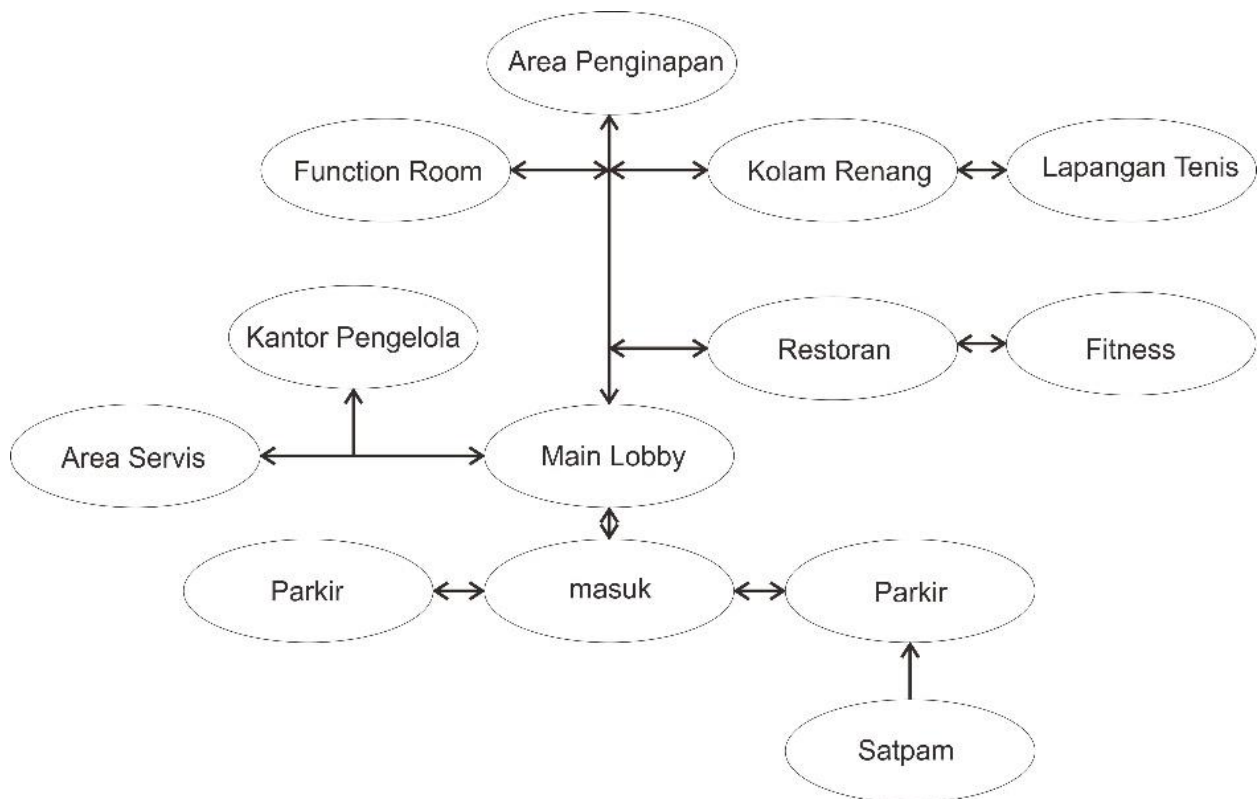 Area Penginapan
Function Room
Kolam Renang
Lapangan Tenis
Kantor Pengelola
Restoran
Fitness
Area Servis
Main Lobby
Parkir
masuk
Parkir
Satpam